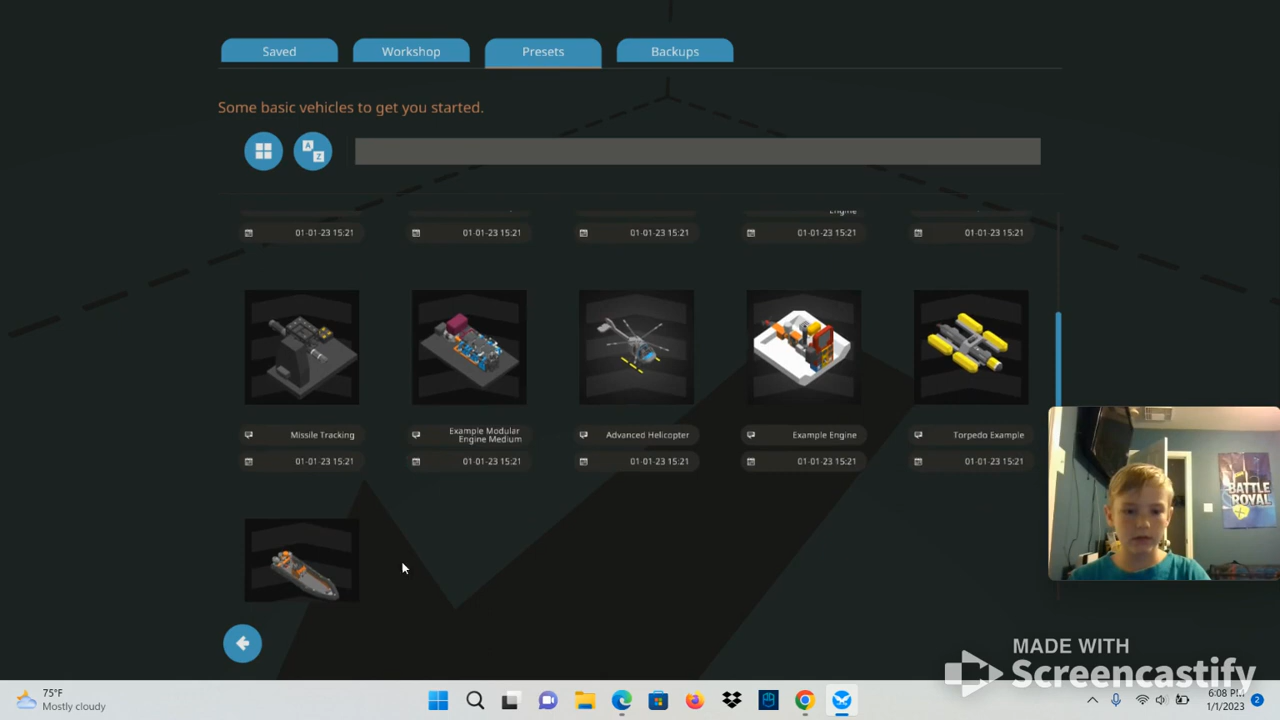 Saved
Workshop
Presets
Backups
Some basic vehicles to get you started.
A
Z
Engine
01-01-23 15:21
01-01-23 15:21
01-01-23 15:21
01-01-23 15:21
01-01-23 15:21
Missile Tracking
Example Modular
Engine Medium
Advanced Helicopter
Example Engine
Torpedo Example
01-01-23 15:21
01-01-23 15:21
01-01-23 15:21
01-01-23 15:21
01-01-23 15:21
BATTLE
ROYAL
MADE WITH
Screencastify
75°F
Mostly cloudy
6:08 P...
1/1/2023
2